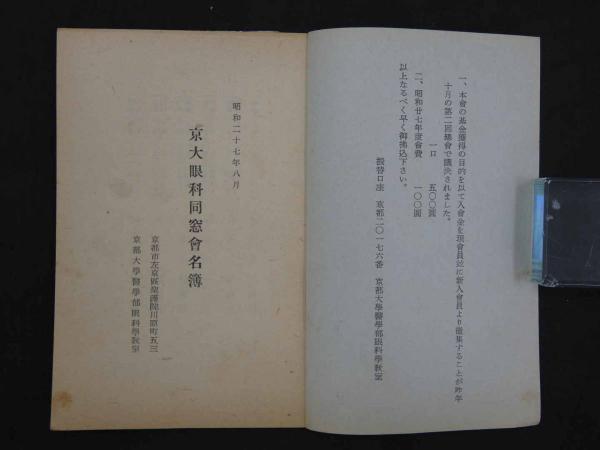 一、本會の基金獲得の目的を以て入會金を現會員並に新入會員より徵集することが昨年
十月の第二回總會で議決されました。
一口 五〇〇圓
二、昭和廿七年度會費 一〇〇圓
以上なるべく早く御拂込下さい。
振替口座 京都二〇一七六番 京都大學醫學部眼科學敎室
昭和二十七年八月
京大眼科同窓會名簿
京都市左京區聖護院川原町五三
京都大學醫學部眼科學敎室